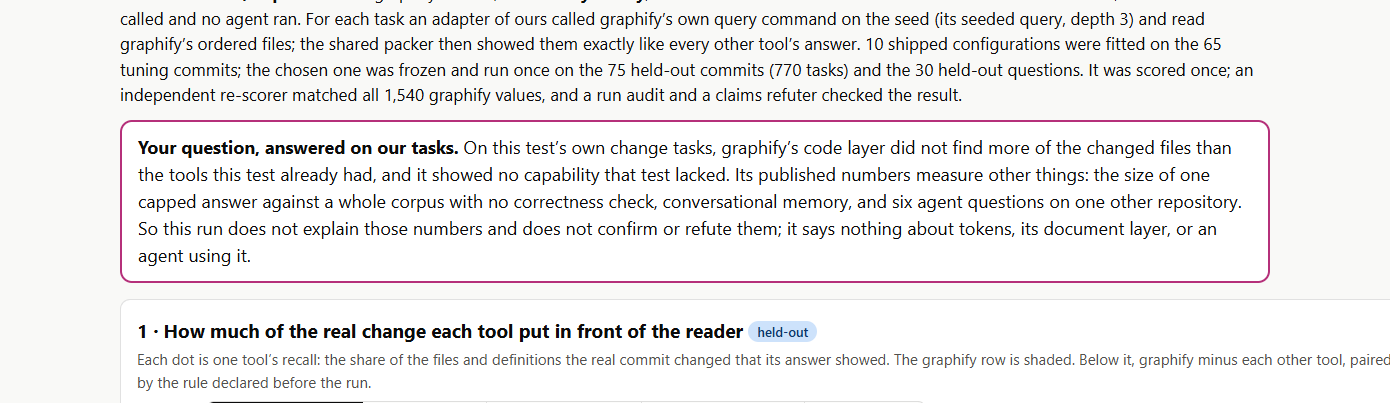 called and no agent ran. For each task an adapter of ours called graphify's own query command on the seed (its seeded query, depth 3) and read
graphify's ordered files; the shared packer then showed them exactly like every other tool's answer. 10 shipped configurations were fitted on the 65
tuning commits; the chosen one was frozen and run once on the 75 held-out commits (770 tasks) and the 30 held-out questions. It was scored once; an
independent re-scorer matched all 1,540 graphify values, and a run audit and a claims refuter checked the result.
Your question, answered on our tasks. On this test's own change tasks, graphify's code layer did not find more of the changed files than
the tools this test already had, and it showed no capability that test lacked. Its published numbers measure other things: the size of one
capped answer against a whole corpus with no correctness check, conversational memory, and six agent questions on one other repository.
So this run does not explain those numbers and does not confirm or refute them; it says nothing about tokens, its document layer, or an
agent using it.
1 · How much of the real change each tool put in front of the reader held-out
Each dot is one tool's recall: the share of the files and definitions the real commit changed that its answer showed. The graphify row is shaded. Below it, graphify minus each other tool, paired
by the rule declared before the run.